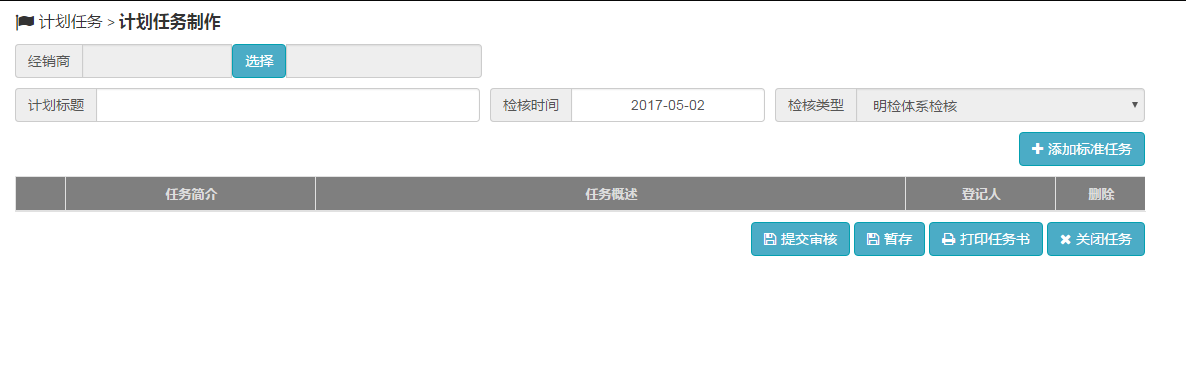 计划任务 > 计划任务制作
经销商 选择
计划标题 检核时间 2017-05-02 检核类型 明检体系检核
添加标准任务
任务简介 任务概述 登记人 删除
提交审核 暂存 打印任务书 关闭任务